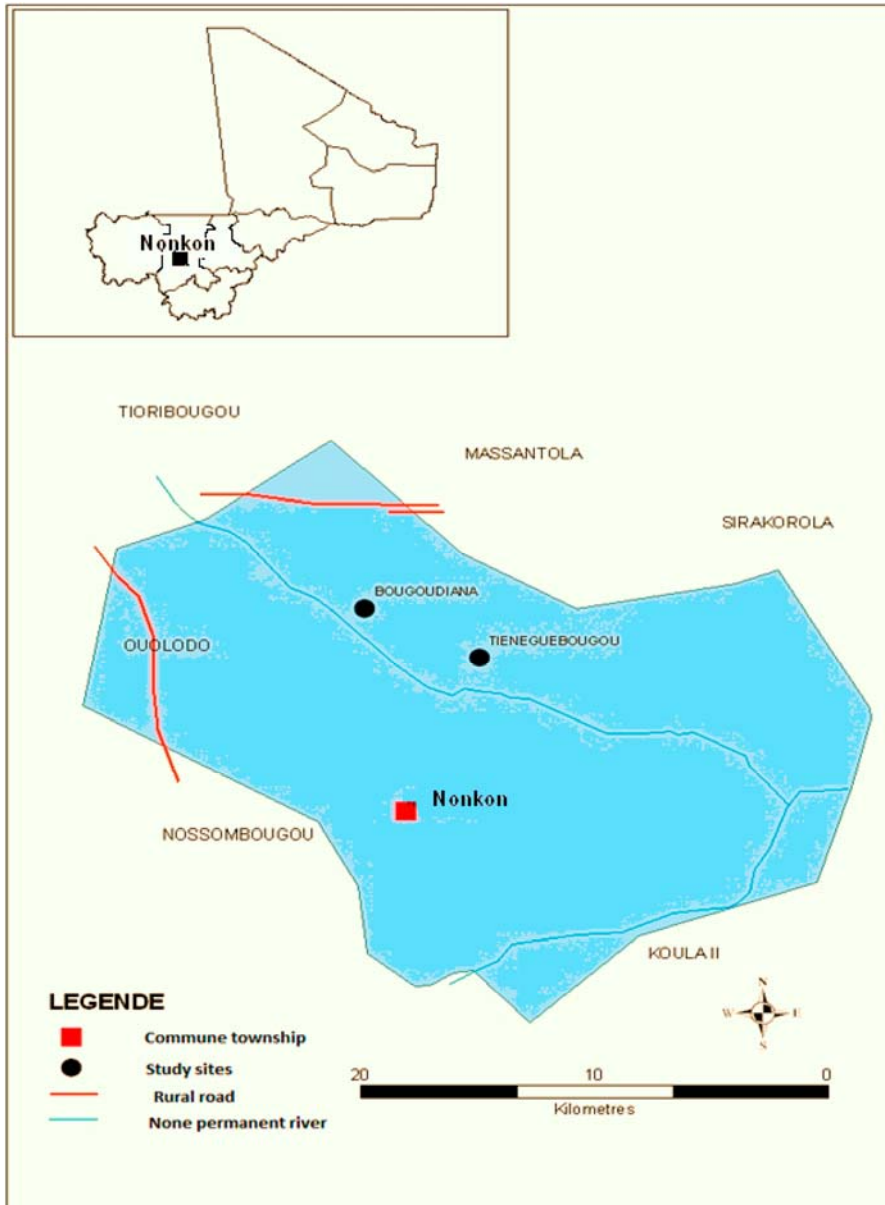 Nonkon
TIORIBOUGOU
MASSANTOLA
SIRAKOROLA
BOUGOUDIANA
TIENEGUEBOUGOU
OUOLODO
Nonkon
NOSSOMBOUGOU
KOULA II
N
W E
S
LEGENDE
Commune township
Study sites
Rural road
None permanent river
20 10 0
Kilometres